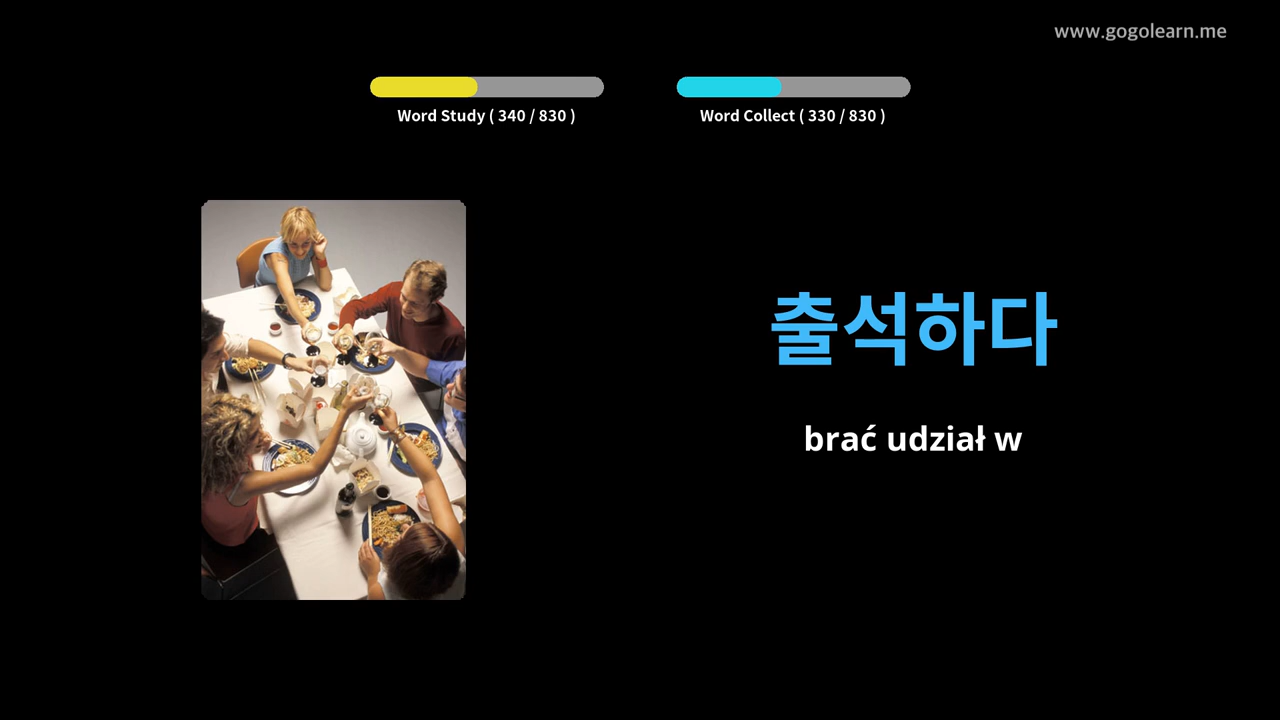 www.gogolearn.me
Word Study ( 340 / 830 )
Word Collect ( 330 / 830 )
출석하다
brać udział w